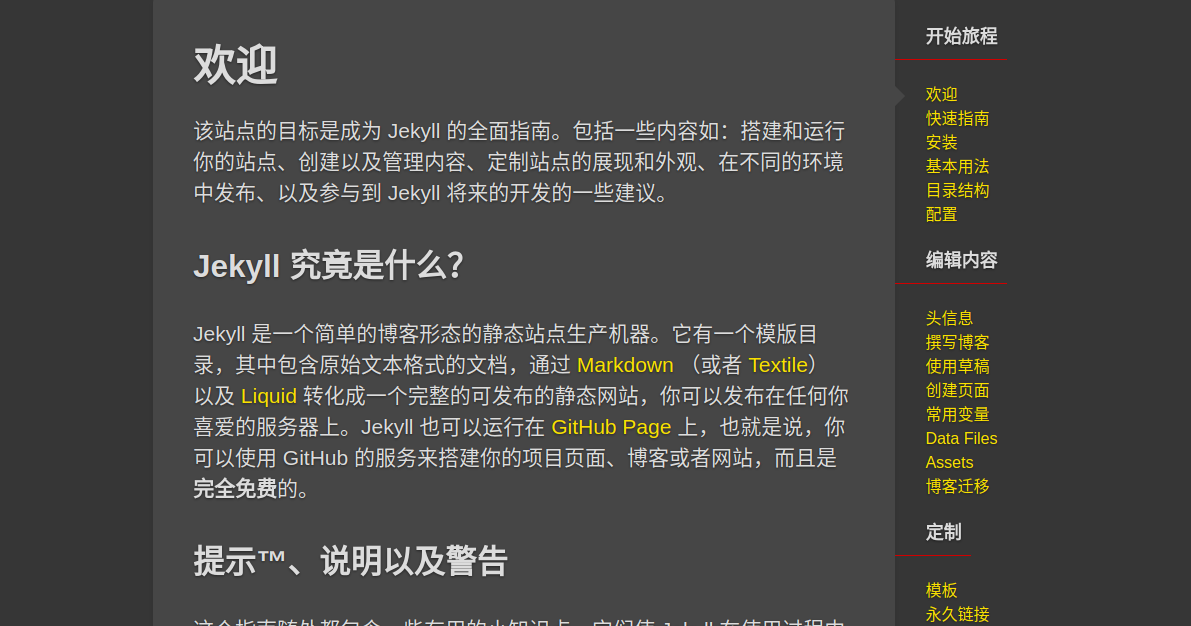 欢迎
该站点的目标是成为 Jekyll 的全面指南。包括一些内容如：搭建和运行
你的站点、创建以及管理内容、定制站点的展现和外观、在不同的环境
中发布、以及参与到 Jekyll 将来的开发的一些建议。
Jekyll 究竟是什么？
Jekyll 是一个简单的博客形态的静态站点生产机器。它有一个模版目
录，其中包含原始文本格式的文档，通过 Markdown （或者 Textile）
以及 Liquid 转化成一个完整的可发布的静态网站，你可以发布在任何你
喜爱的服务器上。Jekyll 也可以运行在 GitHub Page 上，也就是说，你
可以使用 GitHub 的服务来搭建你的项目页面、博客或者网站，而且是
完全免费的。
提示™、说明以及警告
开始旅程
欢迎
快速指南
安装
基本用法
目录结构
配置
编辑内容
头信息
撰写博客
使用草稿
创建页面
常用变量
Data Files
Assets
博客迁移
定制
模板
永久链接